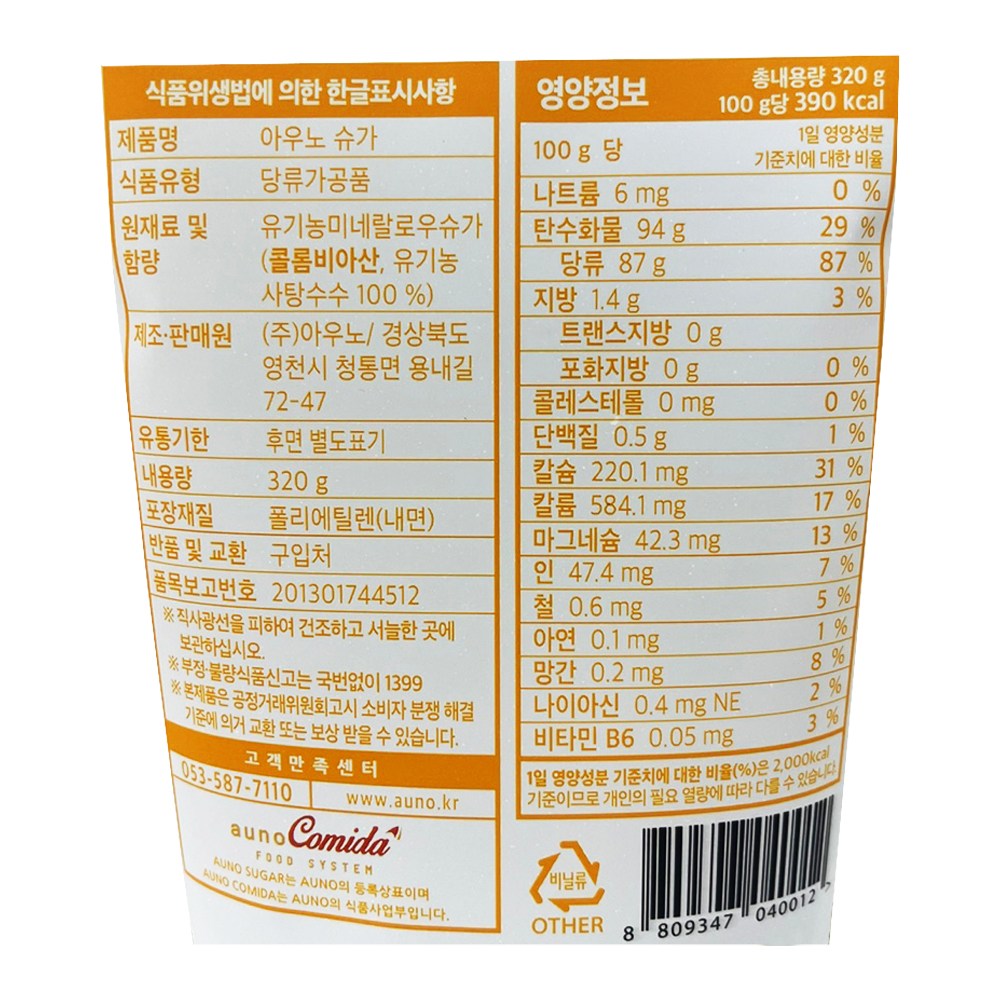 식품위생법에 의한 한글표시사항
제품명 아우노 슈가
식품유형 당류가공품
원재료 및 유기농미네랄로우슈가
함량 (콜롬비아산, 유기농
사탕수수 100 %)
제조·판매원 (주)아우노/ 경상북도
영천시 청통면 용내길
72-47
유통기한 후면 별도표기
내용량 320 g
포장재질 폴리에틸렌(내면)
반품 및 교환 구입처
품목보고번호 201301744512
※ 직사광선을 피하여 건조하고 서늘한 곳에
보관하십시오.
※ 부정·불량식품신고는 국번없이 1399
※ 본제품은 공정거래위원회고시 소비자 분쟁 해결
기준에 의거 교환 또는 보상 받을 수 있습니다.
고객만족센터
053-587-7110 www.auno.kr
auno Comida
FOOD SYSTEM
AUNO SUGAR는 AUNO의 등록상표이며
AUNO COMIDA는 AUNO의 식품사업부입니다.
영양정보
총내용량 320 g
100 g당 390 kcal
100 g 당
1일 영양성분
기준치에 대한 비율
나트륨 6 mg 0 %
탄수화물 94 g 29 %
당류 87 g 87 %
지방 1.4 g 3 %
트랜스지방 0 g
포화지방 0 g 0 %
콜레스테롤 0 mg 0 %
단백질 0.5 g 1 %
칼슘 220.1 mg 31 %
칼륨 584.1 mg 17 %
마그네슘 42.3 mg 13 %
인 47.4 mg 7 %
철 0.6 mg 5 %
아연 0.1 mg 1 %
망간 0.2 mg 8 %
나이아신 0.4 mg NE 2 %
비타민 B6 0.05 mg 3 %
1일 영양성분 기준치에 대한 비율(%)은 2,000kcal
기준이므로 개인의 필요 열량에 따라 다를 수 있습니다.
비닐류
OTHER
8 809347 040012 >